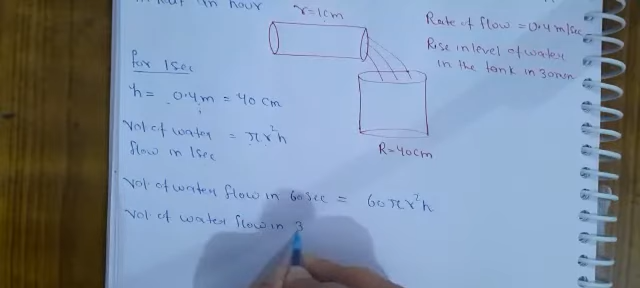 an hour
r=1cm
Rate of flow = 0.4 m/sec
Rise in level of water
in the tank in 30min
for 1sec
h = 0.4m = 40 cm
Vol of water = πr²h
flow in 1sec
R=40cm
Vol. of water flow in 60sec = 60πr²h
Vol. of water flow in 3